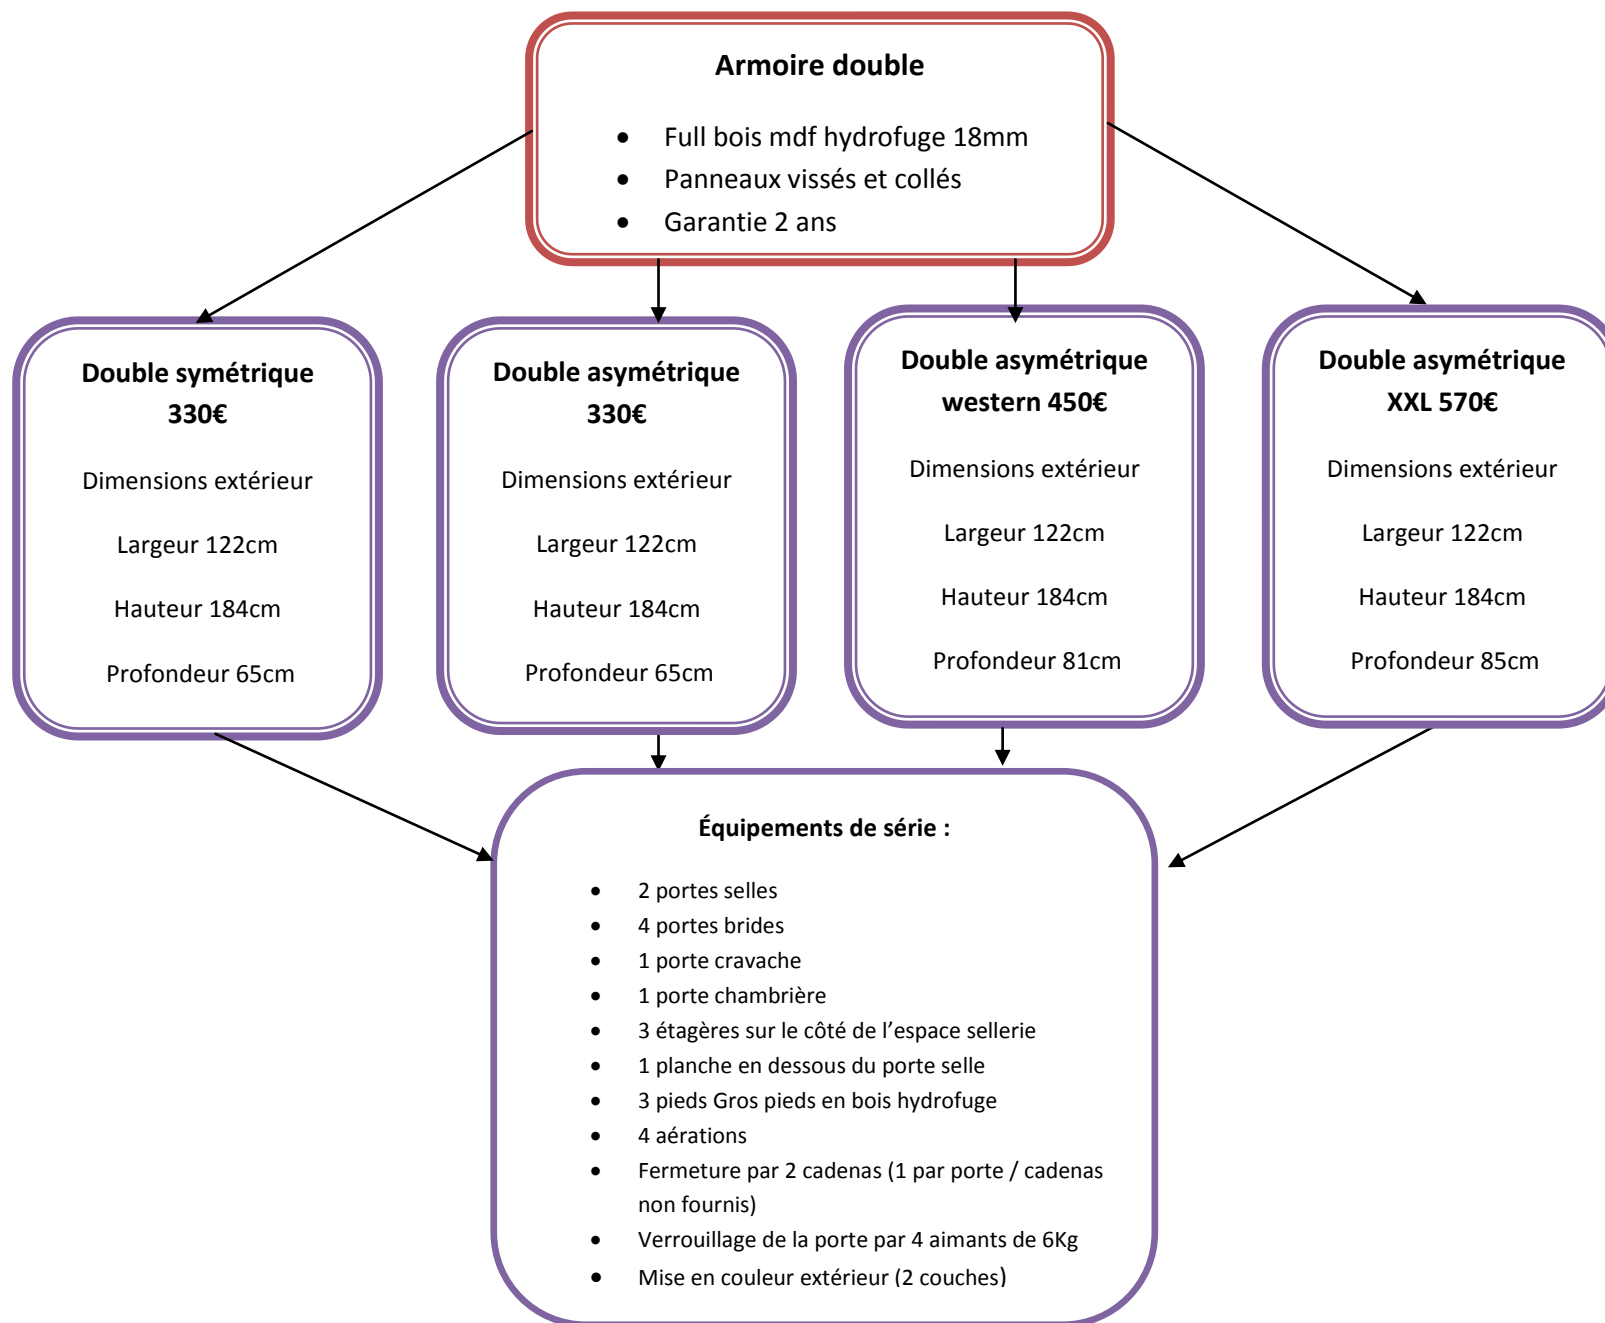 Armoire double
• Full bois mdf hydrofuge 18mm
• Panneaux vissés et collés
• Garantie 2 ans
Double symétrique
330€
Dimensions extérieur
Largeur 122cm
Hauteur 184cm
Profondeur 65cm
Double asymétrique
330€
Dimensions extérieur
Largeur 122cm
Hauteur 184cm
Profondeur 65cm
Double asymétrique
western 450€
Dimensions extérieur
Largeur 122cm
Hauteur 184cm
Profondeur 81cm
Double asymétrique
XXL 570€
Dimensions extérieur
Largeur 122cm
Hauteur 184cm
Profondeur 85cm
Équipements de série :
• 2 portes selles
• 4 portes brides
• 1 porte cravache
• 1 porte chambrière
• 3 étagères sur le côté de l’espace sellerie
• 1 planche en dessous du porte selle
• 3 pieds Gros pieds en bois hydrofuge
• 4 aérations
• Fermeture par 2 cadenas (1 par porte / cadenas
non fournis)
• Verrouillage de la porte par 4 aimants de 6Kg
• Mise en couleur extérieur (2 couches)